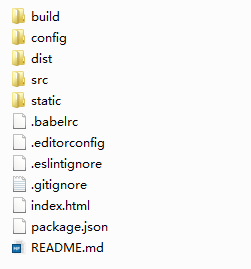 build
config
dist
src
static
.babelrc
.editorconfig
.eslintignore
.gitignore
index.html
package.json
README.md